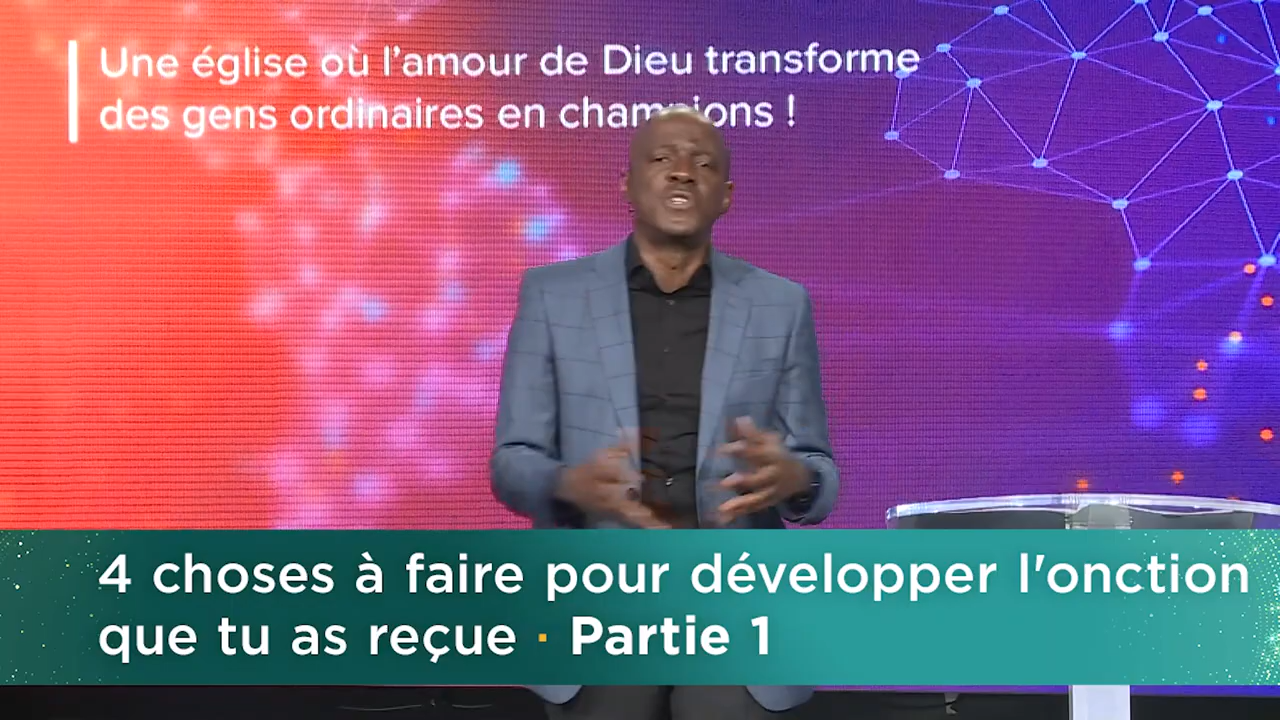 Une église où l’amour de Dieu transforme
des gens ordinaires en champions !
4 choses à faire pour développer l'onction
que tu as reçue · Partie 1